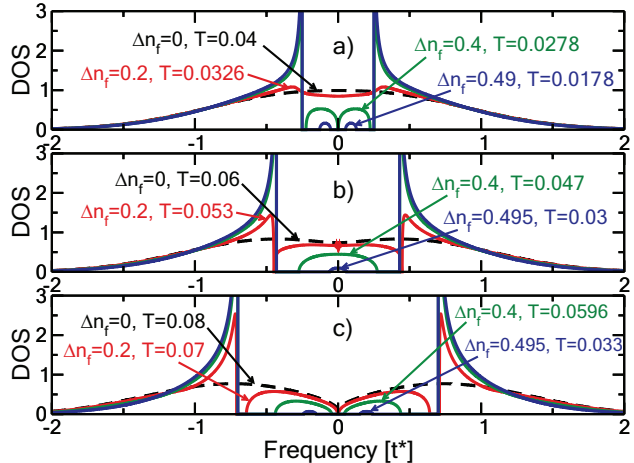 3
2
1
0
DOS
Δn_f=0, T=0.04
a)
Δn_f=0.4, T=0.0278
Δn_f=0.2, T=0.0326
Δn_f=0.49, T=0.0178
-2 -1 0 1 2
3
2
1
0
DOS
Δn_f=0, T=0.06
b)
Δn_f=0.4, T=0.047
Δn_f=0.2, T=0.053
Δn_f=0.495, T=0.03
-2 -1 0 1 2
3
2
1
0
DOS
Δn_f=0, T=0.08
c)
Δn_f=0.4, T=0.0596
Δn_f=0.2, T=0.07
Δn_f=0.495, T=0.033
-2 -1 0 1 2
Frequency [t*]